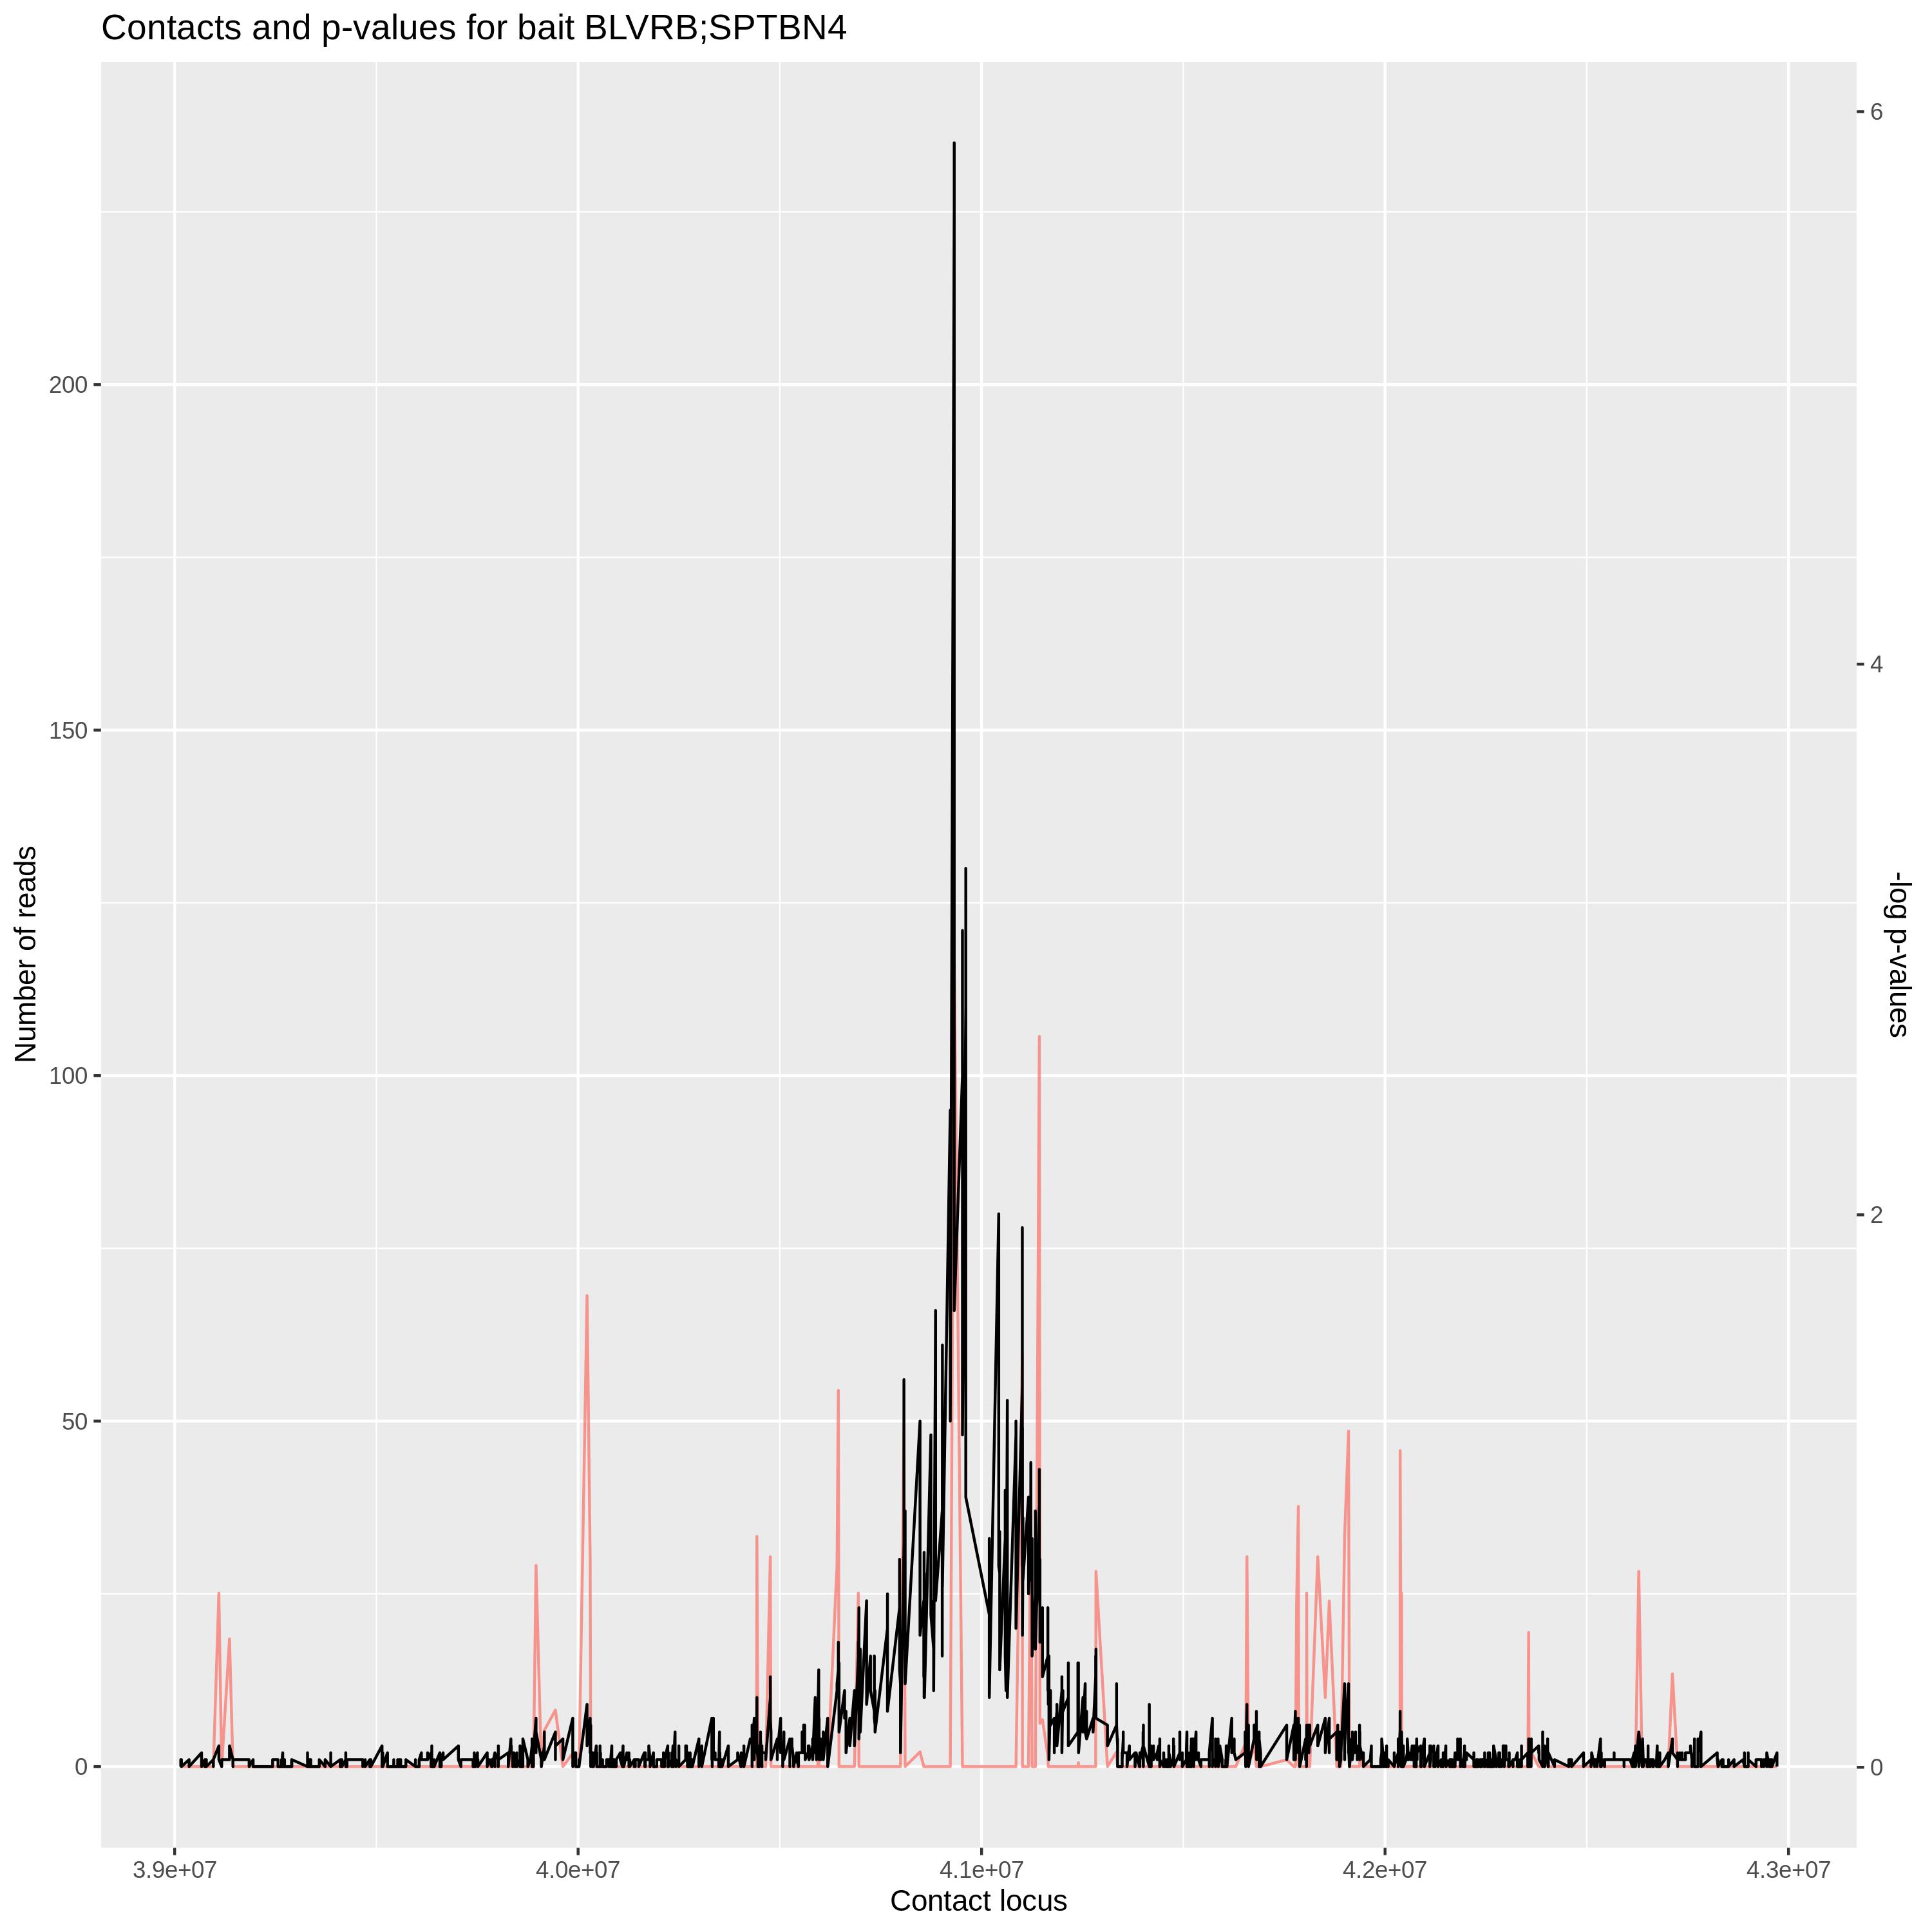 Contacts and p-values for bait BLVRB;SPTBN4
Number of reads
200
150
100
50
0
6
4
2
0
-log p-values
3.9e+07
4.0e+07
4.1e+07
4.2e+07
4.3e+07
Contact locus